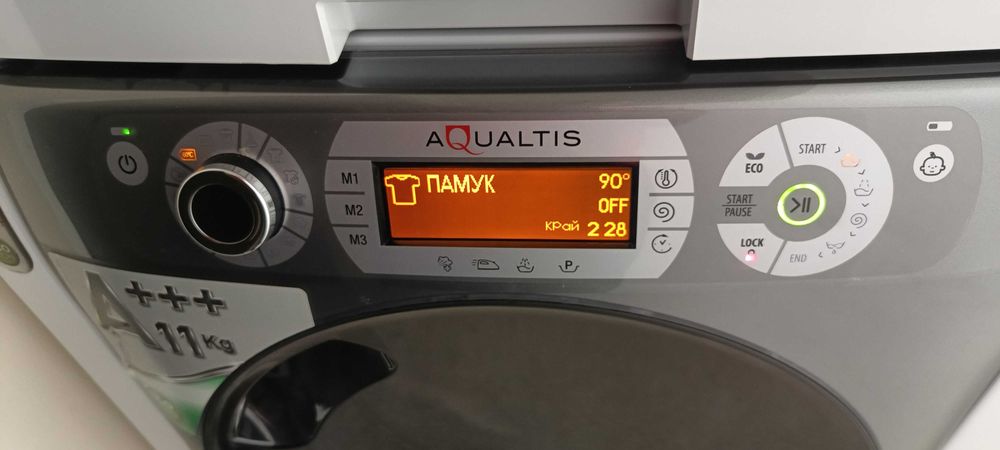 AQUALTIS
M1
M2
M3
ПАМУК
90°
OFF
край 2 28
P
ECO
START
START
PAUSE
LOCK
END
A+++
11Kg